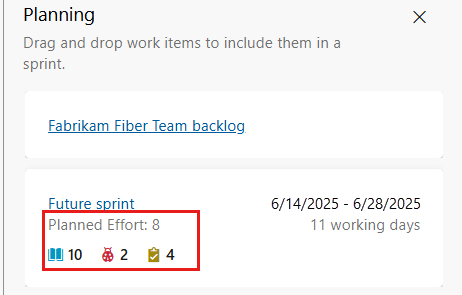 Planning
Drag and drop work items to include them in a
sprint.
Fabrikam Fiber Team backlog
Future sprint 6/14/2025 - 6/28/2025
Planned Effort: 8 11 working days
10 2 4